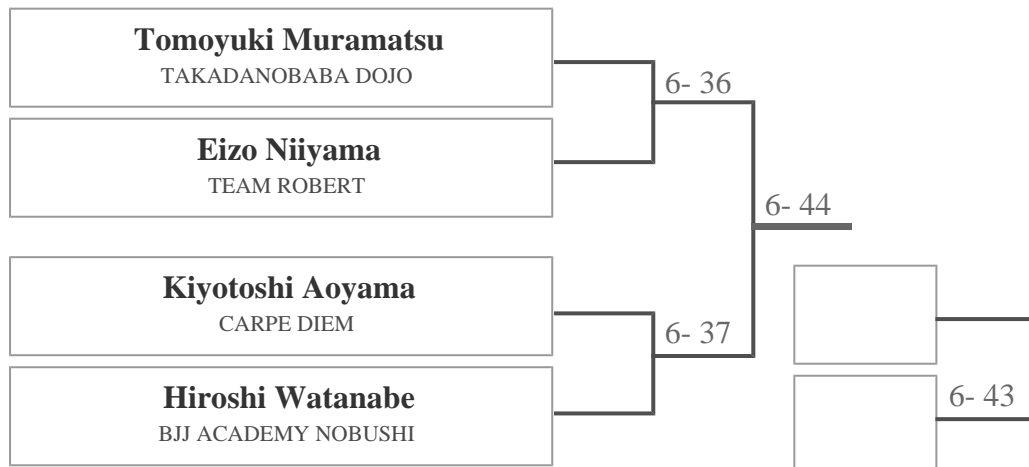 Tomoyuki Muramatsu
TAKADANOBABA DOJO
6- 36
Eizo Niiyama
TEAM ROBERT
6- 44
Kiyotoshi Aoyama
CARPE DIEM
6- 37
Hiroshi Watanabe
BJJ ACADEMY NOBUSHI
6- 43